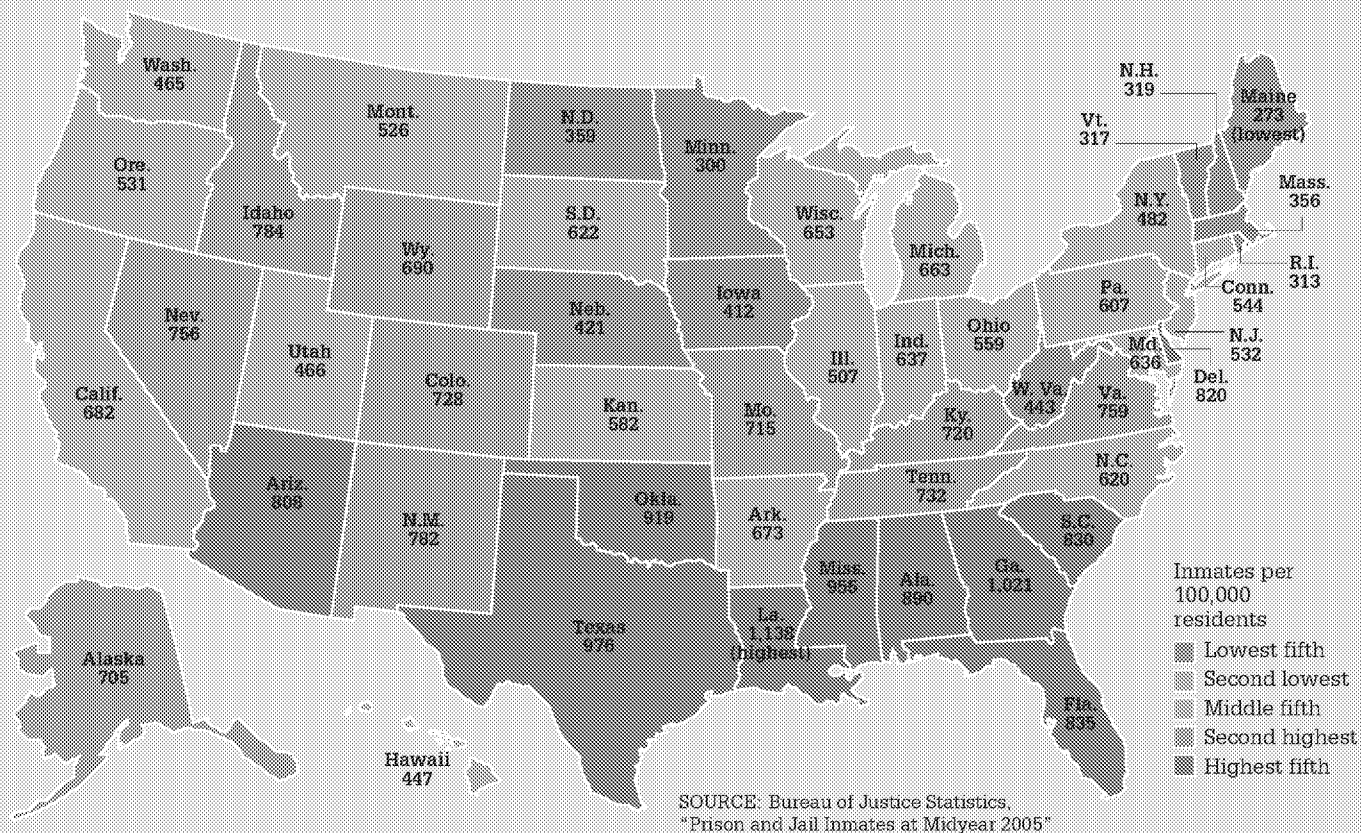 Wash.
465
Mont.
526
N.D.
359
Minn.
300
N.H.
319
Maine
273
(lowest)
Vt.
317
Ore.
531
Idaho
784
Wy.
690
S.D.
622
Wisc.
653
Mich.
663
N.Y.
482
Mass.
356
R.I.
313
Conn.
544
Pa.
607
N.J.
532
Md.
636
Del.
820
Nev.
756
Utah
466
Colo.
728
Neb.
421
Iowa
412
Ill.
507
Ind.
637
Ohio
559
Calif.
682
Kan.
582
Mo.
715
Ky.
720
W. Va.
443
Va.
759
Ariz.
808
N.M.
782
Okla.
919
Ark.
673
Tenn.
732
N.C.
620
S.C.
830
Texas
976
La.
1,138
(highest)
Miss.
955
Ala.
890
Ga.
1,021
Fla.
835
Alaska
705
Hawaii
447
Inmates per
100,000
residents
Lowest fifth
Second lowest
Middle fifth
Second highest
Highest fifth
SOURCE: Bureau of Justice Statistics,
"Prison and Jail Inmates at Midyear 2005"